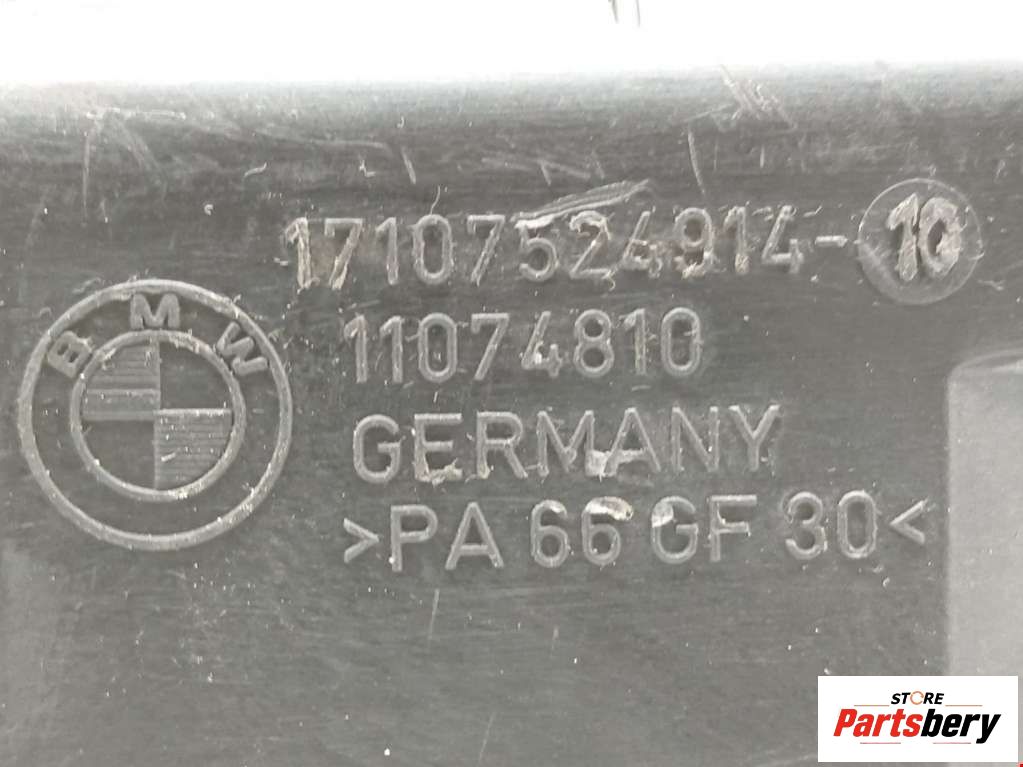 17107524914-10
11074810
BMW
GERMANY
>PA 66 GF 30<
STORE
Partsbery